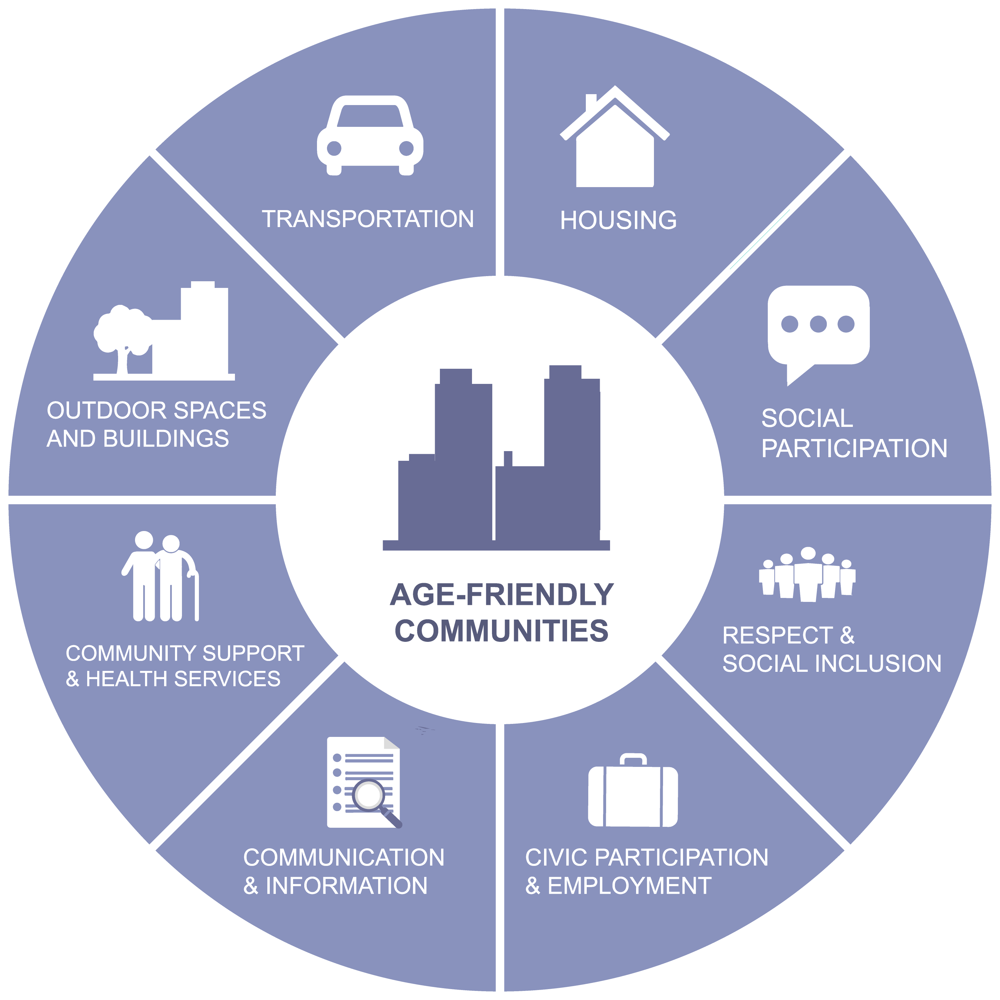 TRANSPORTATION
HOUSING
SOCIAL
PARTICIPATION
RESPECT &
SOCIAL INCLUSION
CIVIC PARTICIPATION
& EMPLOYMENT
COMMUNICATION
& INFORMATION
COMMUNITY SUPPORT
& HEALTH SERVICES
OUTDOOR SPACES
AND BUILDINGS
AGE-FRIENDLY
COMMUNITIES